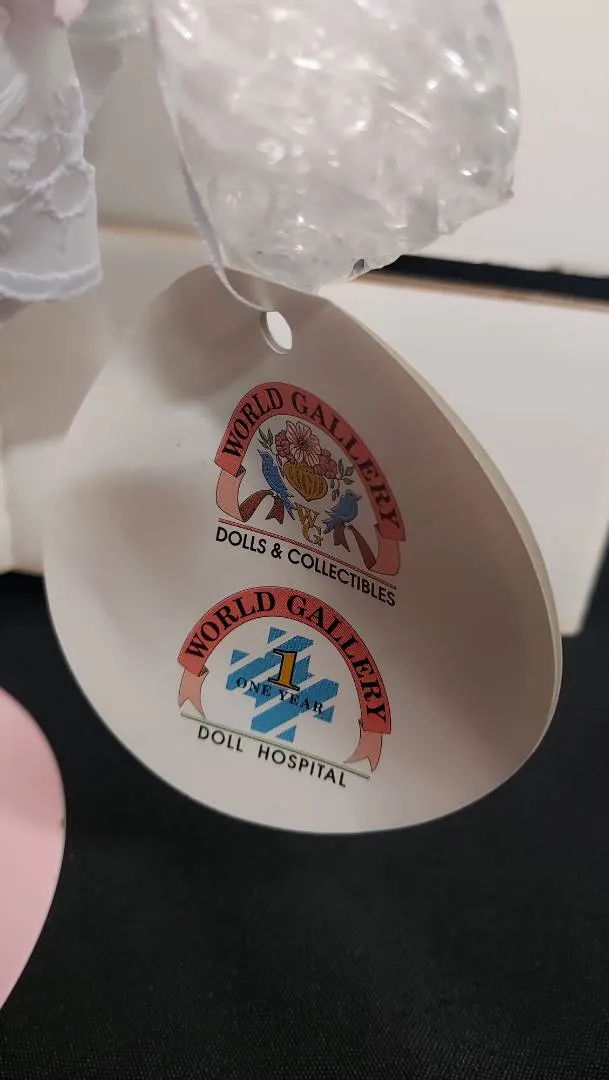 WORLD GALLERY
WG
DOLLS & COLLECTIBLES
WORLD GALLERY
1
ONE YEAR
DOLL HOSPITAL